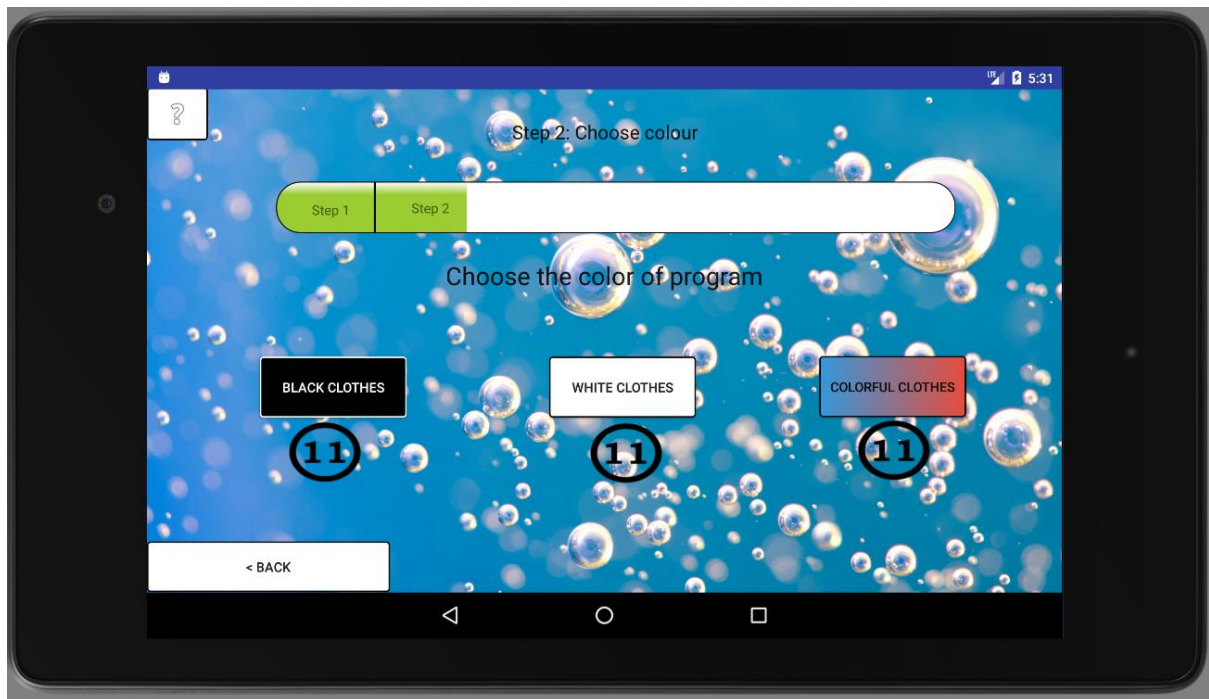 LTE 5:31
?
Step 2: Choose colour
Step 1 Step 2
Choose the color of program
BLACK CLOTHES WHITE CLOTHES COLORFUL CLOTHES
11 11 11
< BACK